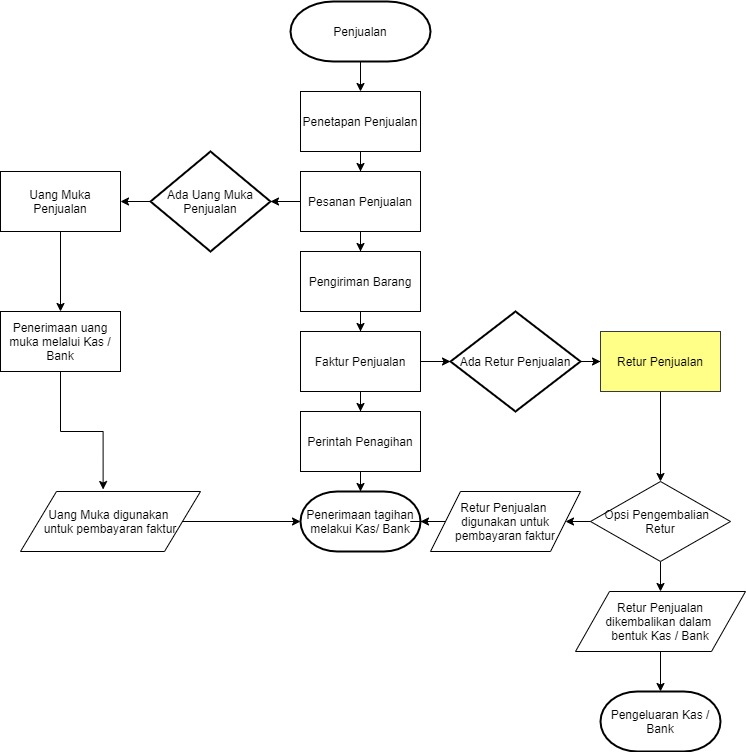 Penjualan
Penetapan Penjualan
Uang Muka
Penjualan
Ada Uang Muka
Penjualan
Pesanan Penjualan
Pengiriman Barang
Penerimaan uang
muka melalui Kas /
Bank
Faktur Penjualan
Ada Retur Penjualan
Retur Penjualan
Perintah Penagihan
Uang Muka digunakan
untuk pembayaran faktur
Penerimaan tagihan
melakui Kas/ Bank
Retur Penjualan
digunakan untuk
pembayaran faktur
Opsi Pengembalian
Retur
Retur Penjualan
dikembalikan dalam
bentuk Kas / Bank
Pengeluaran Kas /
Bank